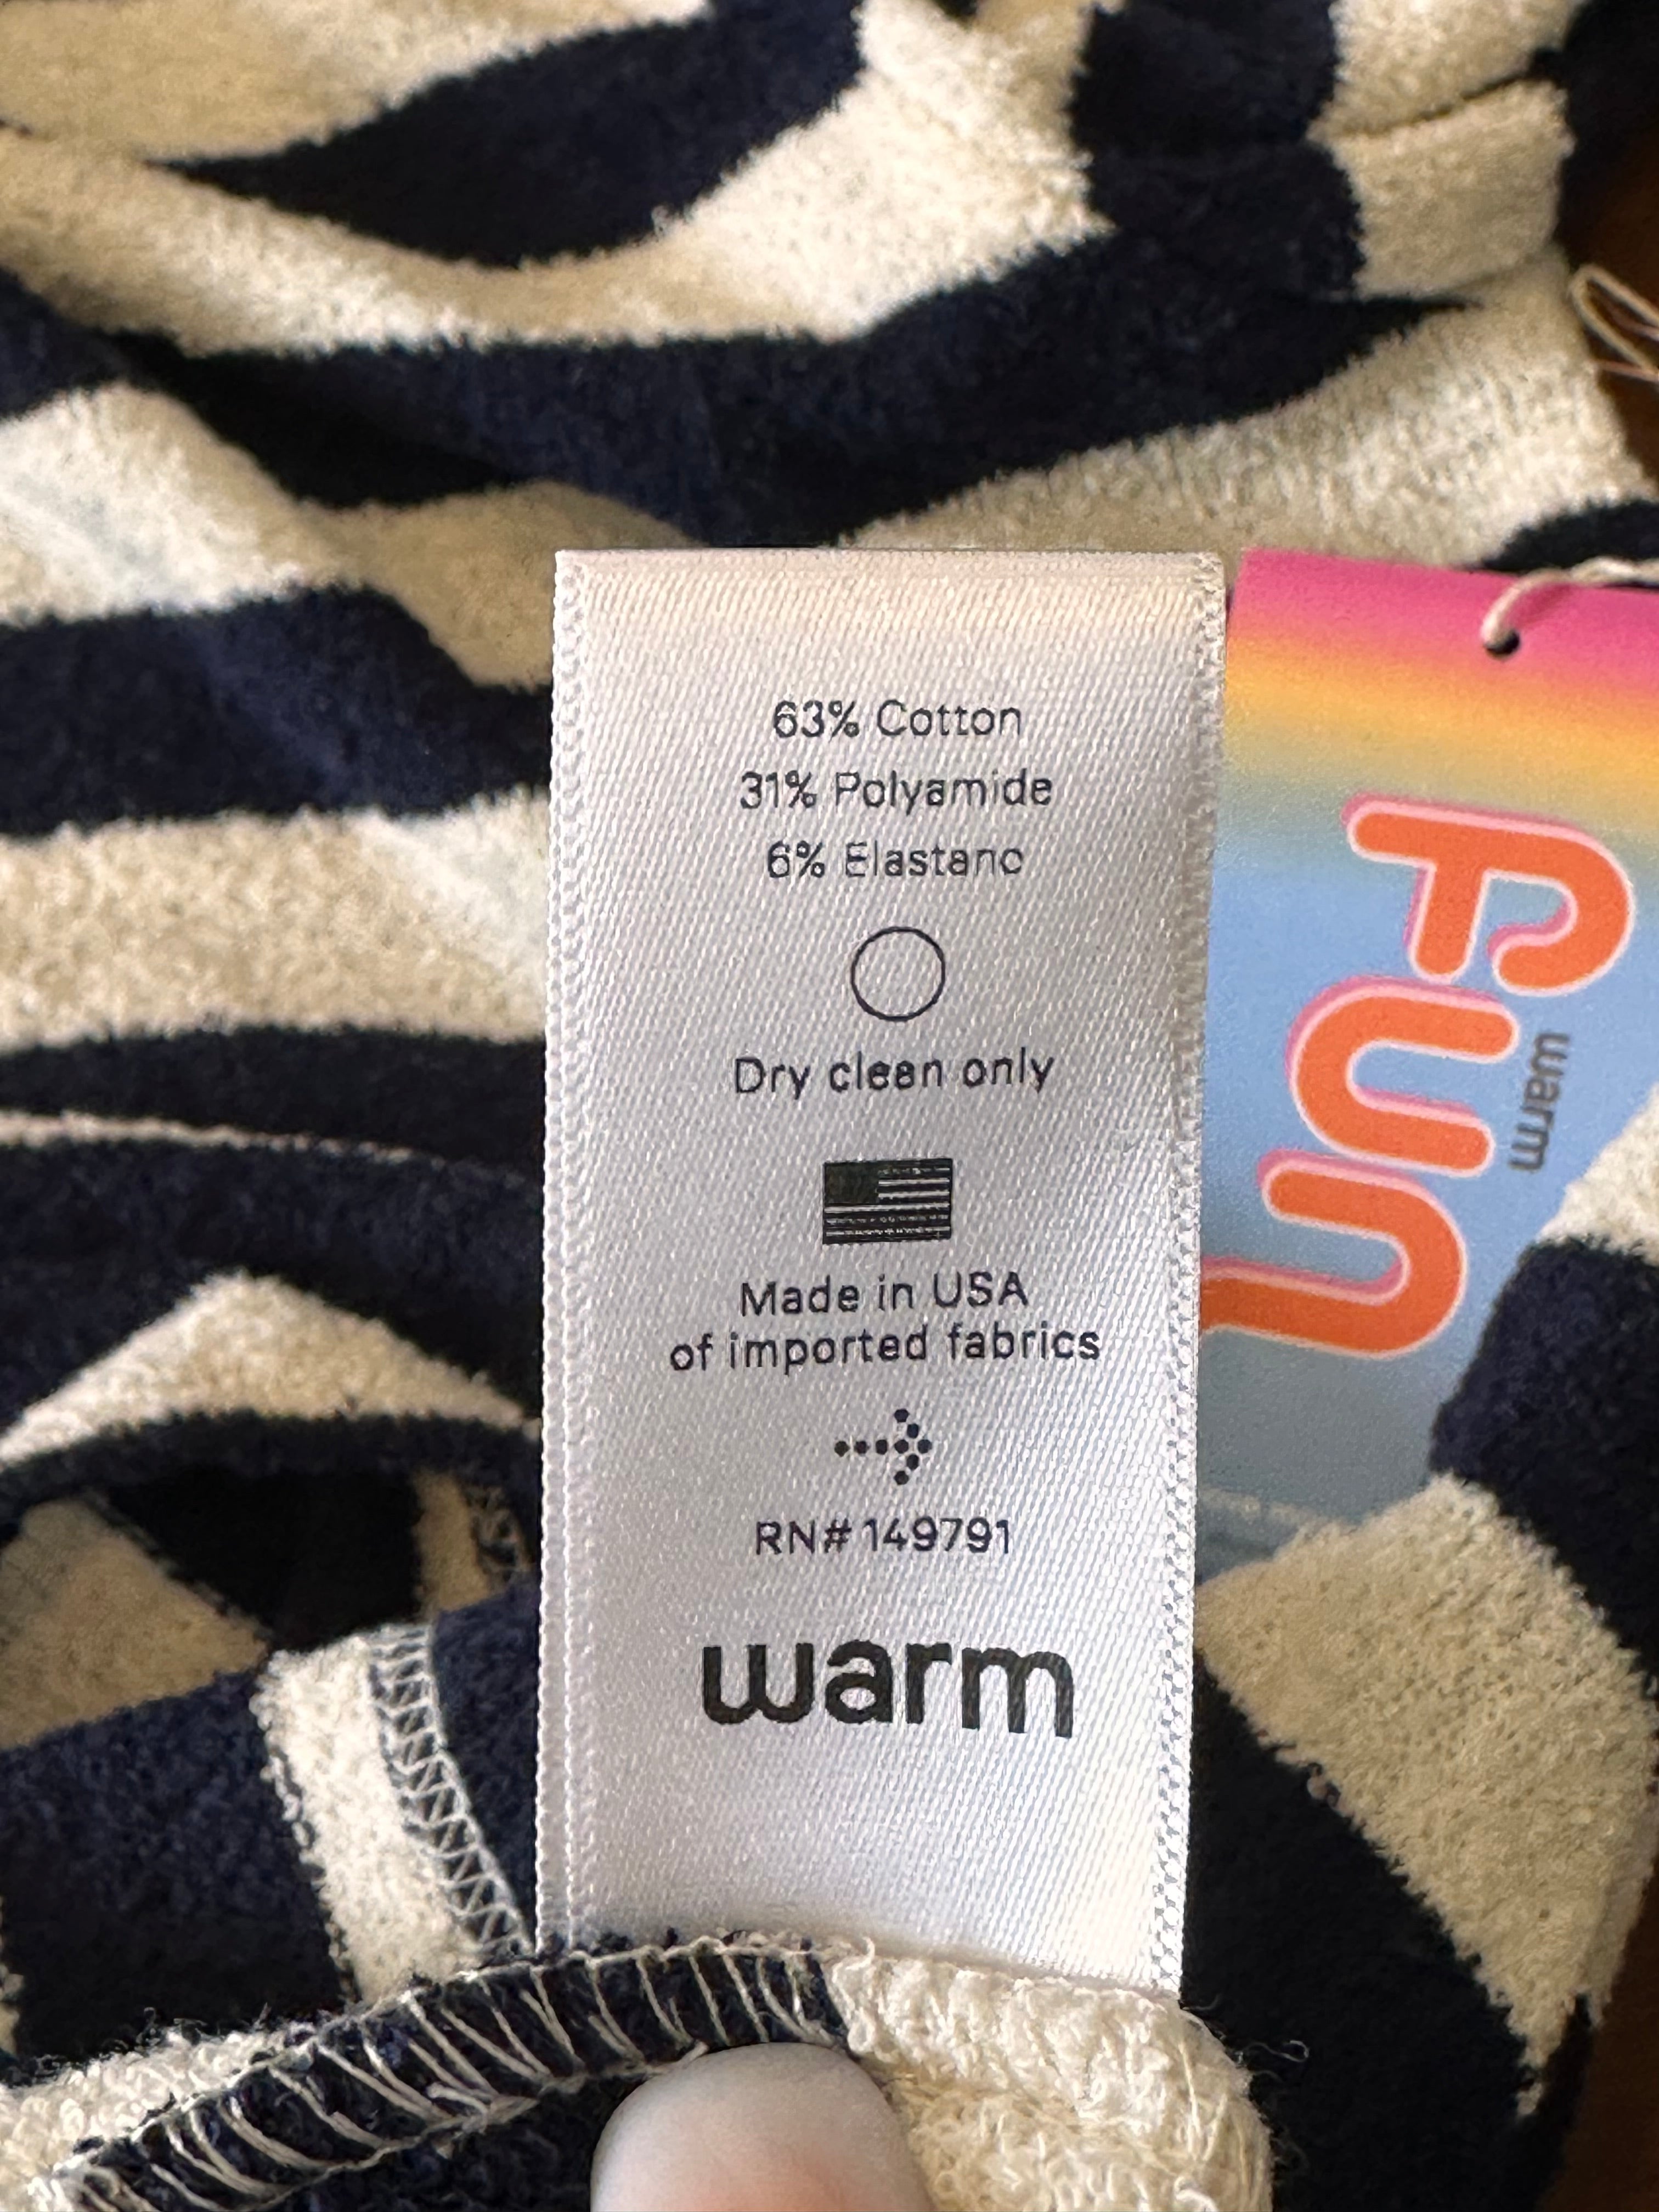 63% Cotton
31% Polyamide
6% Elastane
Dry clean only
Made in USA
of imported fabrics
RN# 149791
warm
fun
warm